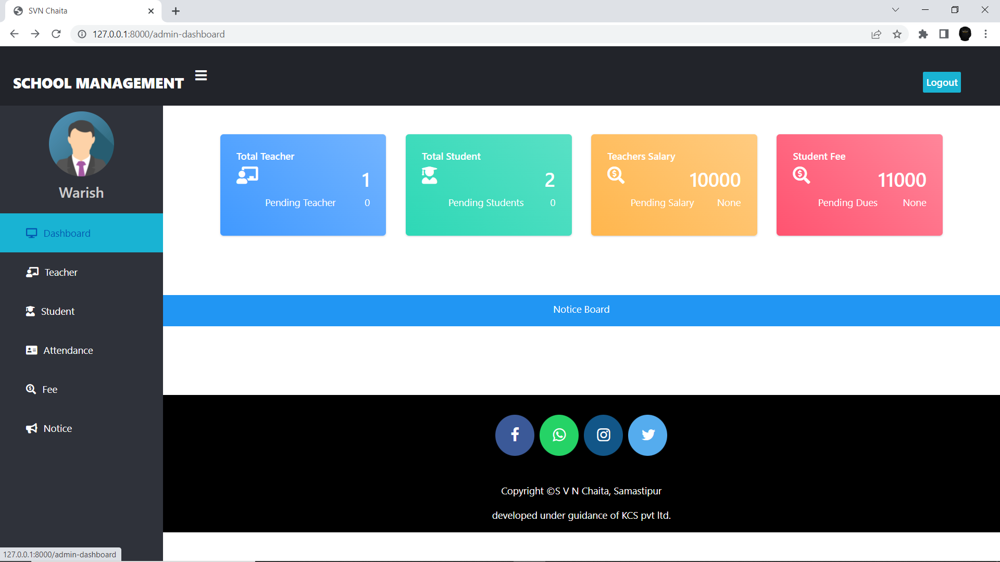 SVN Chaita
127.0.0.1:8000/admin-dashboard
SCHOOL MANAGEMENT
Logout
Warish
Dashboard
Teacher
Student
Attendance
Fee
Notice
Total Teacher
1
Pending Teacher 0
Total Student
2
Pending Students 0
Teachers Salary
10000
Pending Salary None
Student Fee
11000
Pending Dues None
Notice Board
Copyright ©S V N Chaita, Samastipur
developed under guidance of KCS pvt ltd.
127.0.0.1:8000/admin-dashboard